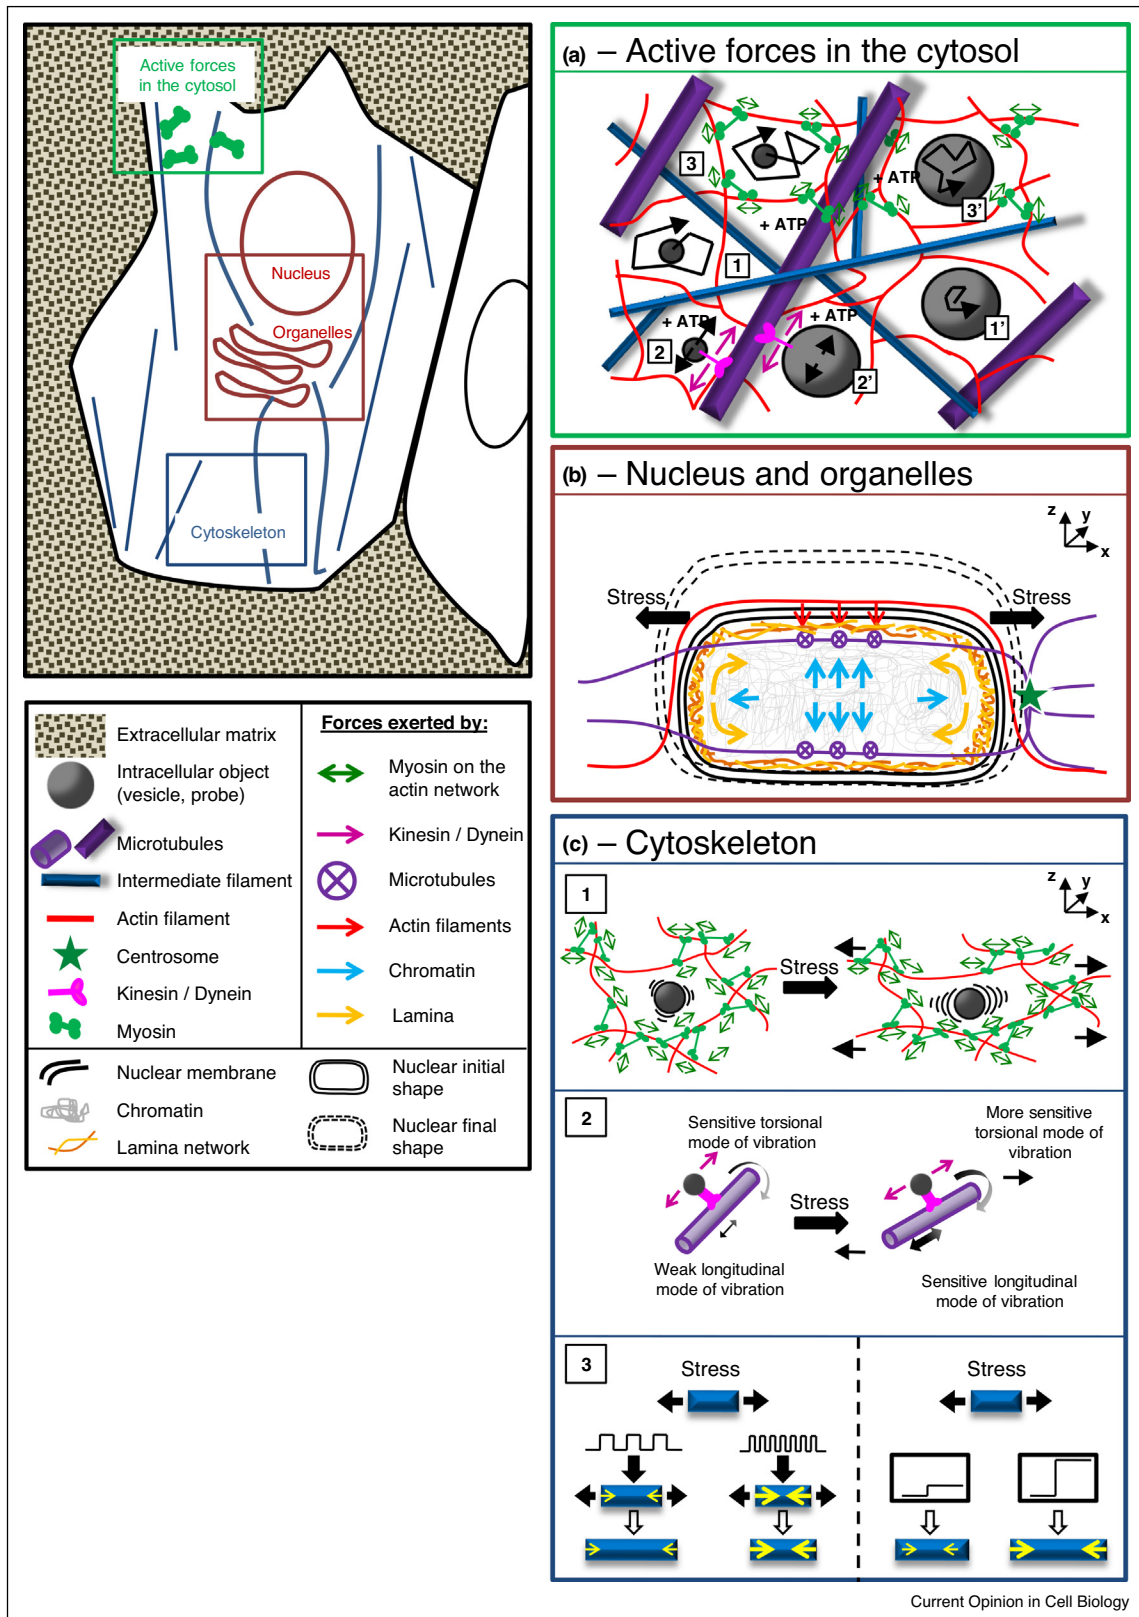 Active forces
in the cytosol
Nucleus
Organelles
Cytoskeleton
Extracellular matrix
Intracellular object
(vesicle, probe)
Microtubules
Intermediate filament
Actin filament
Centrosome
Kinesin / Dynein
Myosin
Forces exerted by:
Myosin on the
actin network
Kinesin / Dynein
Microtubules
Actin filaments
Chromatin
Lamina
Nuclear membrane
Chromatin
Lamina network
Nuclear initial
shape
Nuclear final
shape
(a) – Active forces in the cytosol
3
+ ATP
3'
+ ATP
1
1'
+ ATP
+ ATP
2
2'
(b) – Nucleus and organelles
z
y
x
Stress
Stress
(c) – Cytoskeleton
1
z
y
x
Stress
2
Sensitive torsional
mode of vibration
More sensitive
torsional mode of
vibration
Stress
Weak longitudinal
mode of vibration
Sensitive longitudinal
mode of vibration
3
Stress
Stress
Current Opinion in Cell Biology